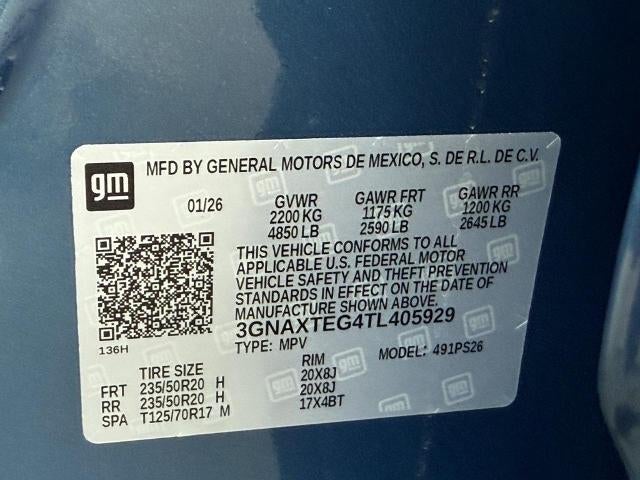 gm
MFD BY GENERAL MOTORS DE MEXICO, S. DE R.L. DE C.V.
01/26 GVWR GAWR FRT GAWR RR
2200 KG 1175 KG 1200 KG
4850 LB 2590 LB 2645 LB
THIS VEHICLE CONFORMS TO ALL
APPLICABLE U.S. FEDERAL MOTOR
VEHICLE SAFETY AND THEFT PREVENTION
STANDARDS IN EFFECT ON THE DATE OF
MANUFACTURE SHOWN ABOVE.
3GNAXTEG4TL405929
136H
TYPE: MPV MODEL: 491PS26
TIRE SIZE RIM
FRT 235/50R20 H 20X8J
RR 235/50R20 H 20X8J
SPA T125/70R17 M 17X4BT